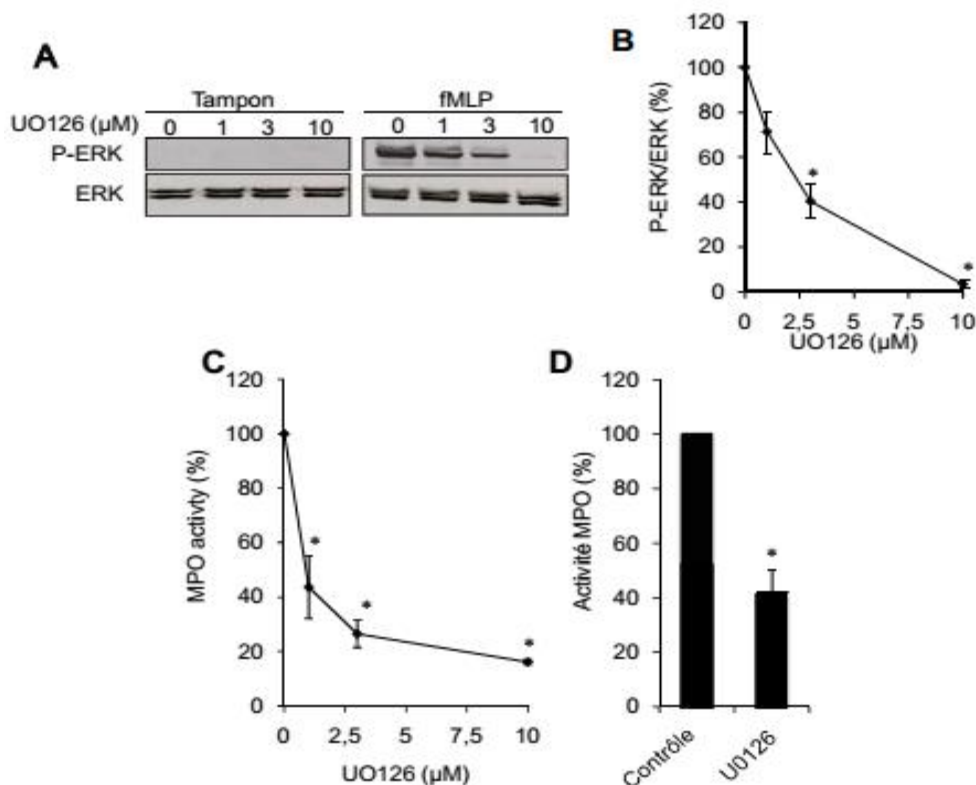 A
Tampon fMLP
UO126 (µM) 0 1 3 10 0 1 3 10
P-ERK
ERK
B
P-ERK/ERK (%)
120
100
80
60
40
20
0
*
*
0 2,5 5 7,5 10
UO126 (µM)
C
MPO activty (%)
120
100
80
60
40
20
0
*
*
*
0 2,5 5 7,5 10
UO126 (µM)
D
Activité MPO (%)
120
100
80
60
40
20
0
*
Contrôle
U0126